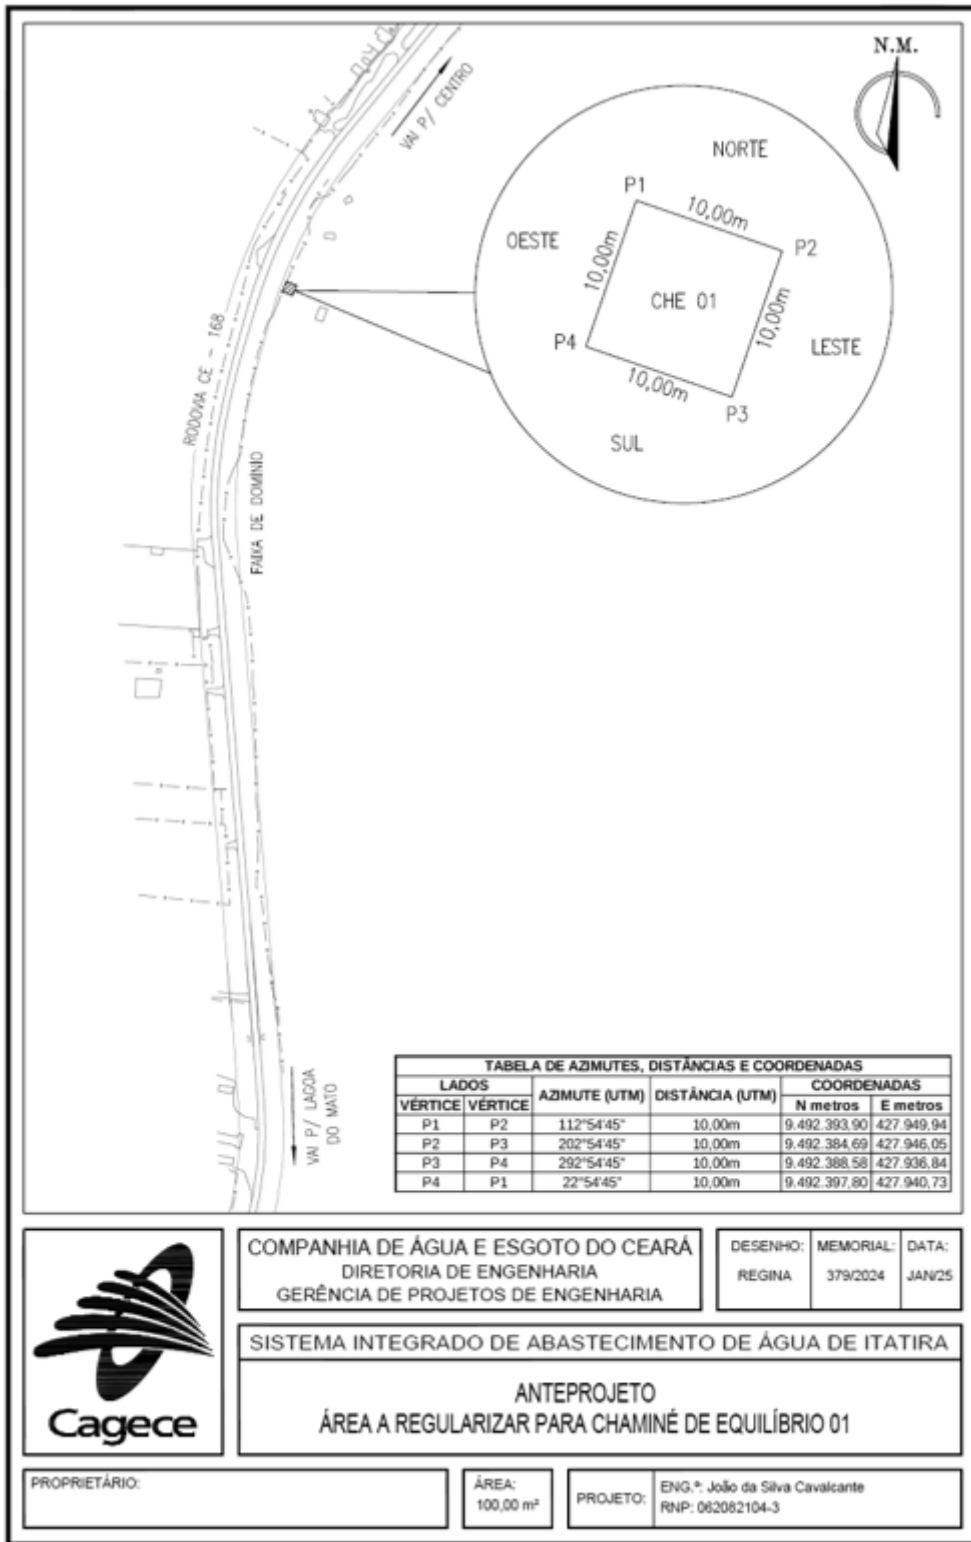 N.M.
VAI P/ CENTRO
NORTE
P1
10,00m
P2
OESTE
10,00m
CHE 01
10,00m
LESTE
P4
10,00m
P3
SUL
RODOVIA CE - 168
FAIXA DE DOMÍNIO
VAI P/ LAGOA
DO MATO
TABELA DE AZIMUTES, DISTÂNCIAS E COORDENADAS
LADOS AZIMUTE (UTM) DISTÂNCIA (UTM) COORDENADAS
VÉRTICE VÉRTICE N metros E metros
P1 P2 112°54'45" 10,00m 9.492.393,90 427.949,94
P2 P3 202°54'45" 10,00m 9.492.384,69 427.946,05
P3 P4 292°54'45" 10,00m 9.492.388,58 427.936,84
P4 P1 22°54'45" 10,00m 9.492.397,80 427.940,73
Cagece
COMPANHIA DE ÁGUA E ESGOTO DO CEARÁ
DIRETORIA DE ENGENHARIA
GERÊNCIA DE PROJETOS DE ENGENHARIA
DESENHO: MEMORIAL: DATA:
REGINA 379/2024 JAN/25
SISTEMA INTEGRADO DE ABASTECIMENTO DE ÁGUA DE ITATIRA
ANTEPROJETO
ÁREA A REGULARIZAR PARA CHAMINÉ DE EQUILÍBRIO 01
PROPRIETÁRIO:
ÁREA:
100,00 m²
PROJETO:
ENG.º: João da Silva Cavalcante
RNP: 062082104-3